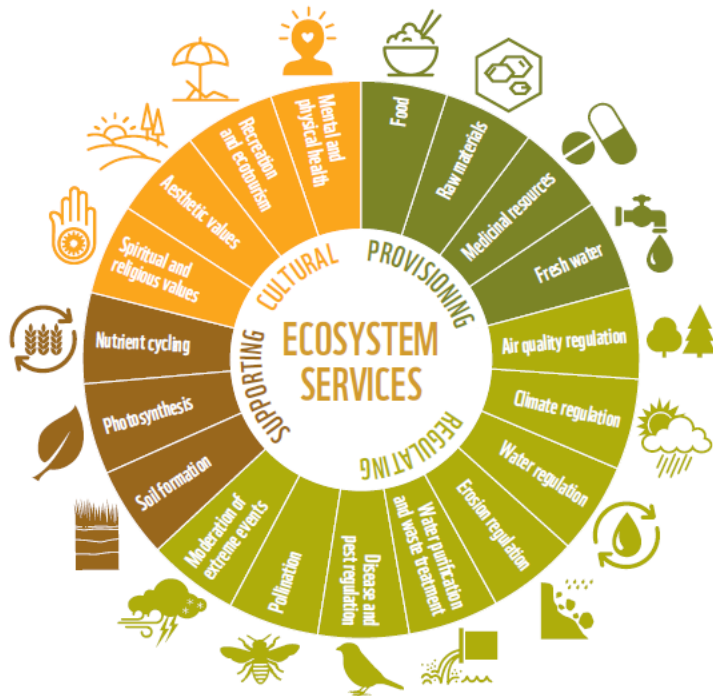 ECOSYSTEM
SERVICES
PROVISIONING
Food
Raw materials
Medicinal resources
Fresh water
REGULATING
Air quality regulation
Climate regulation
Water regulation
Erosion regulation
Water purification
and waste treatment
Disease and
pest regulation
Pollination
Moderation of
extreme events
SUPPORTING
Soil formation
Photosynthesis
Nutrient cycling
CULTURAL
Spiritual and
religious values
Aesthetic values
Recreation
and ecotourism
Mental and
physical health